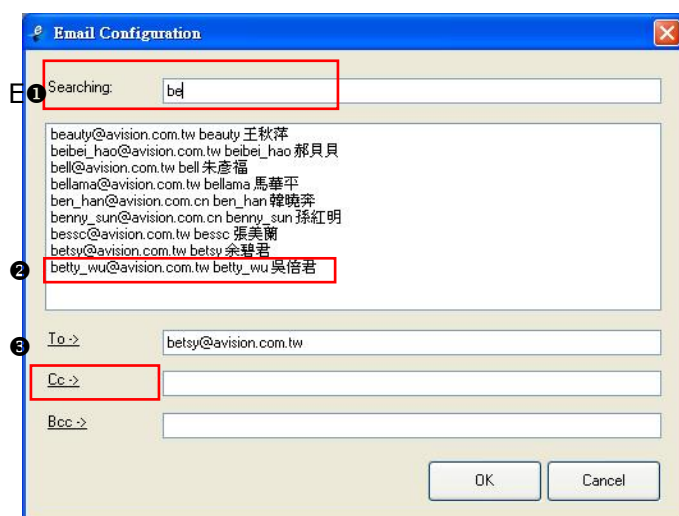 Email Configuration
E❶ Searching: be
beauty@avision.com.tw beauty 王秋萍
beibei_hao@avision.com.tw beibei_hao 郝貝貝
bell@avision.com.tw bell 朱彥福
bellama@avision.com.tw bellama 馬華平
ben_han@avision.com.cn ben_han 韓曉奔
benny_sun@avision.com.cn benny_sun 孫紅明
bessc@avision.com.tw bessc 張美蘭
betsy@avision.com.tw betsy 余碧君
❷ betty_wu@avision.com.tw betty_wu 吳倍君
❸ To -> betsy@avision.com.tw
Cc ->
Bcc ->
OK Cancel